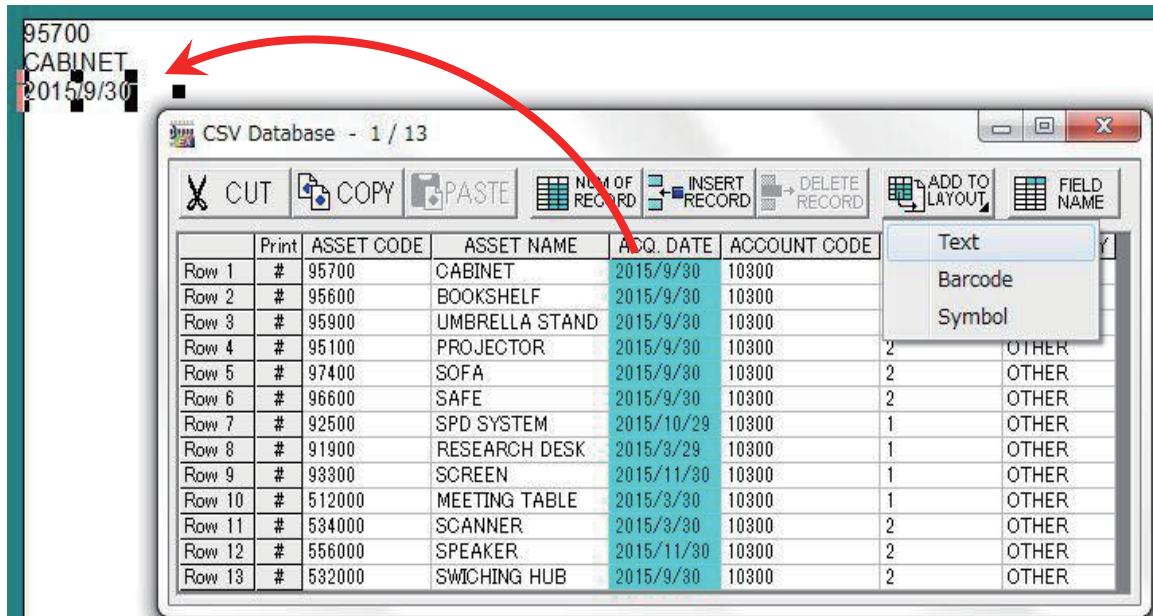 95700
CABINET
2015/9/30
CSV Database - 1 / 13
CUT COPY PASTE NUM OF RECORD INSERT RECORD DELETE RECORD ADD TO LAYOUT FIELD NAME
Print ASSET CODE ASSET NAME ACQ. DATE ACCOUNT CODE Y
Text
Barcode
Symbol
Row 1 # 95700 CABINET 2015/9/30 10300
Row 2 # 95600 BOOKSHELF 2015/9/30 10300
Row 3 # 95900 UMBRELLA STAND 2015/9/30 10300
Row 4 # 95100 PROJECTOR 2015/9/30 10300 2 OTHER
Row 5 # 97400 SOFA 2015/9/30 10300 2 OTHER
Row 6 # 96600 SAFE 2015/9/30 10300 2 OTHER
Row 7 # 92500 SPD SYSTEM 2015/10/29 10300 1 OTHER
Row 8 # 91900 RESEARCH DESK 2015/3/29 10300 1 OTHER
Row 9 # 93300 SCREEN 2015/11/30 10300 1 OTHER
Row 10 # 512000 MEETING TABLE 2015/3/30 10300 1 OTHER
Row 11 # 534000 SCANNER 2015/3/30 10300 2 OTHER
Row 12 # 556000 SPEAKER 2015/11/30 10300 2 OTHER
Row 13 # 532000 SWICHING HUB 2015/9/30 10300 2 OTHER